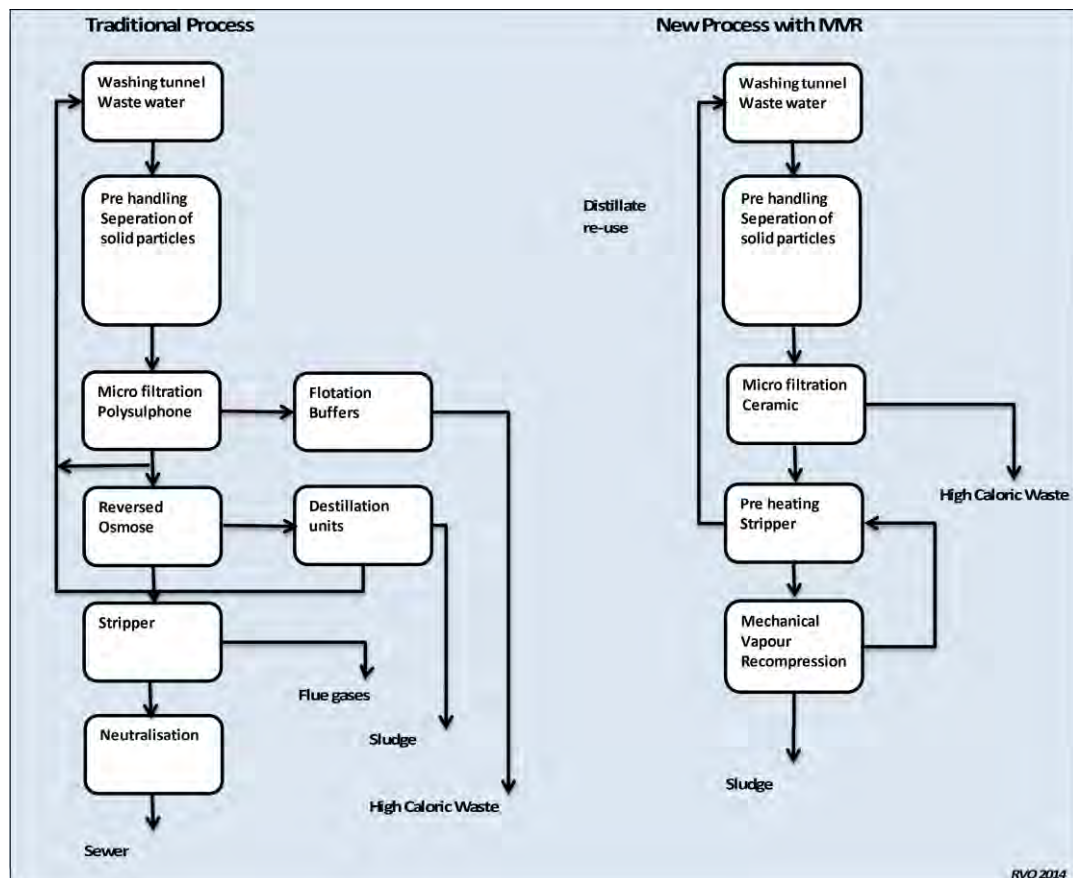 Traditional Process
Washing tunnel
Waste water
Pre handling
Seperation of
solid particles
Micro filtration
Polysulphone
Flotation
Buffers
Reversed
Osmose
Destillation
units
Stripper
Flue gases
Neutralisation
Sludge
High Caloric Waste
Sewer
New Process with MVR
Washing tunnel
Waste water
Distillate
re-use
Pre handling
Seperation of
solid particles
Micro filtration
Ceramic
High Caloric Waste
Pre heating
Stripper
Mechanical
Vapour
Recompression
Sludge
RVO 2014